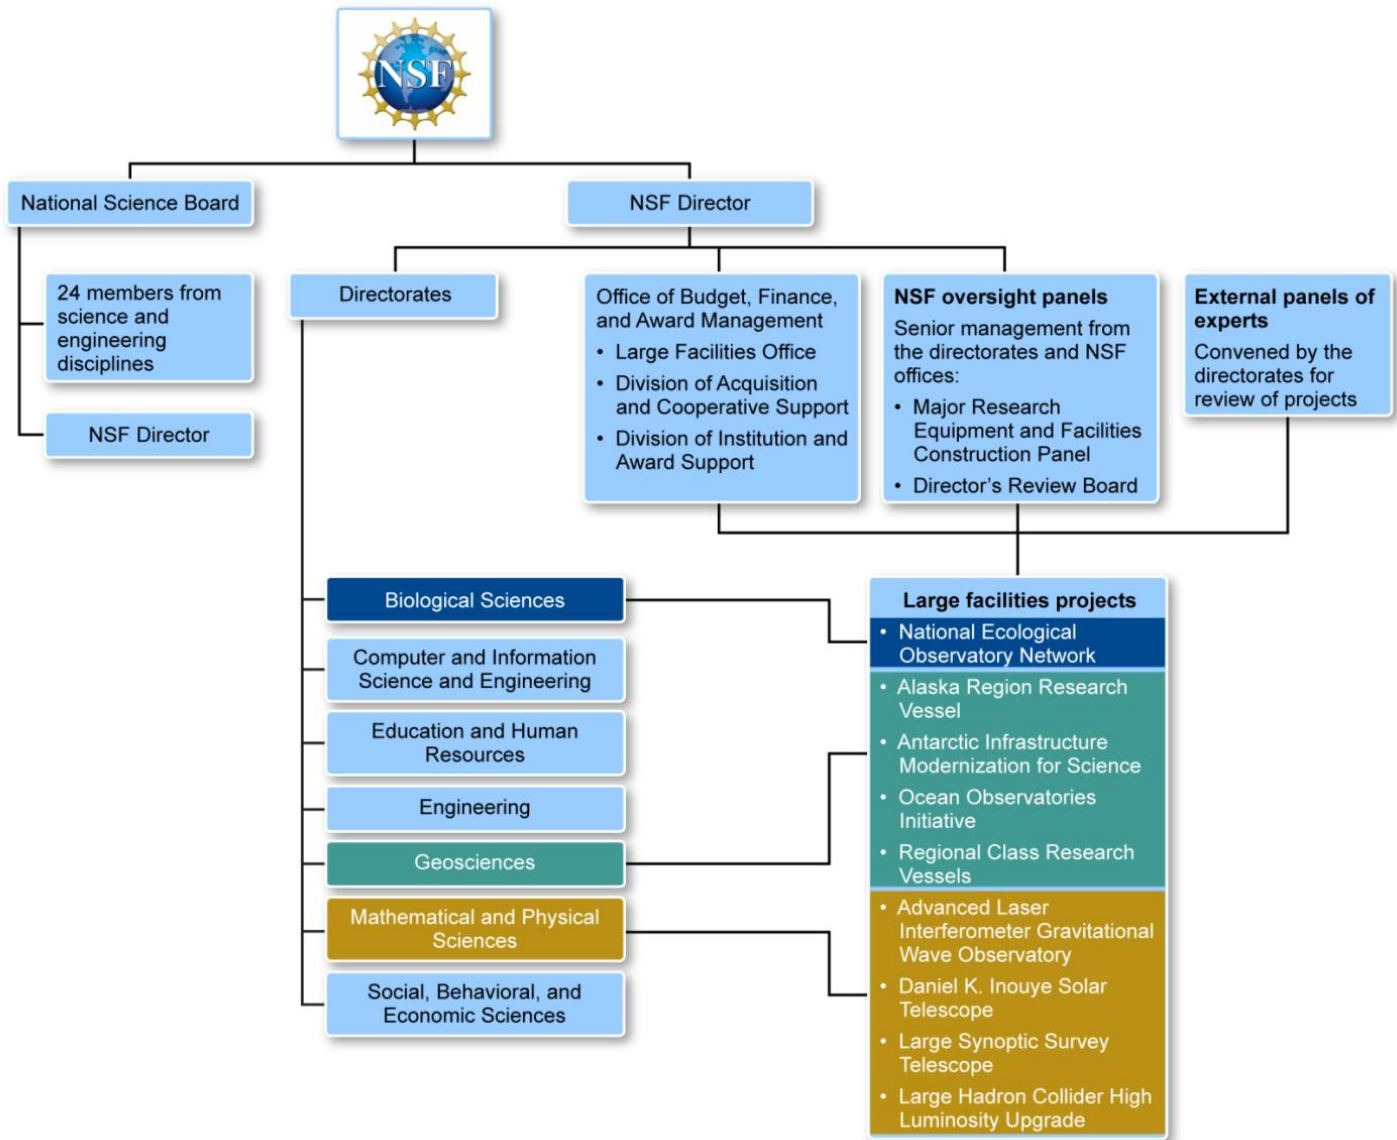 NSF
National Science Board
NSF Director
24 members from
science and
engineering
disciplines
NSF Director
Directorates
Office of Budget, Finance,
and Award Management
• Large Facilities Office
• Division of Acquisition
and Cooperative Support
• Division of Institution and
Award Support
NSF oversight panels
Senior management from
the directorates and NSF
offices:
• Major Research
Equipment and Facilities
Construction Panel
• Director’s Review Board
External panels of
experts
Convened by the
directorates for
review of projects
Biological Sciences
Computer and Information
Science and Engineering
Education and Human
Resources
Engineering
Geosciences
Mathematical and Physical
Sciences
Social, Behavioral, and
Economic Sciences
Large facilities projects
• National Ecological
Observatory Network
• Alaska Region Research
Vessel
• Antarctic Infrastructure
Modernization for Science
• Ocean Observatories
Initiative
• Regional Class Research
Vessels
• Advanced Laser
Interferometer Gravitational
Wave Observatory
• Daniel K. Inouye Solar
Telescope
• Large Synoptic Survey
Telescope
• Large Hadron Collider High
Luminosity Upgrade